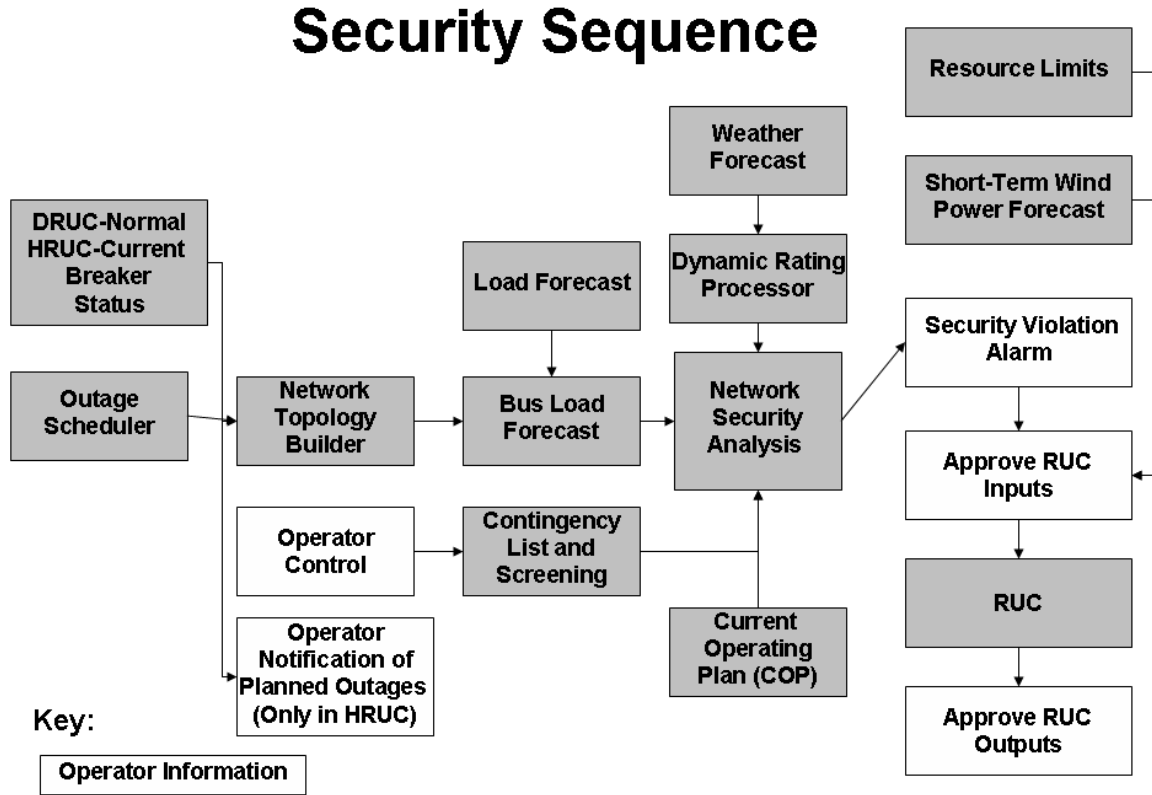 Security Sequence
Resource Limits
Weather
Forecast
Short-Term Wind
Power Forecast
DRUC-Normal
HRUC-Current
Breaker
Status
Load Forecast
Dynamic Rating
Processor
Security Violation
Alarm
Outage
Scheduler
Network
Topology
Builder
Bus Load
Forecast
Network
Security
Analysis
Approve RUC
Inputs
Operator
Control
Contingency
List and
Screening
RUC
Operator
Notification of
Planned Outages
(Only in HRUC)
Current
Operating
Plan (COP)
Approve RUC
Outputs
Key:
Operator Information